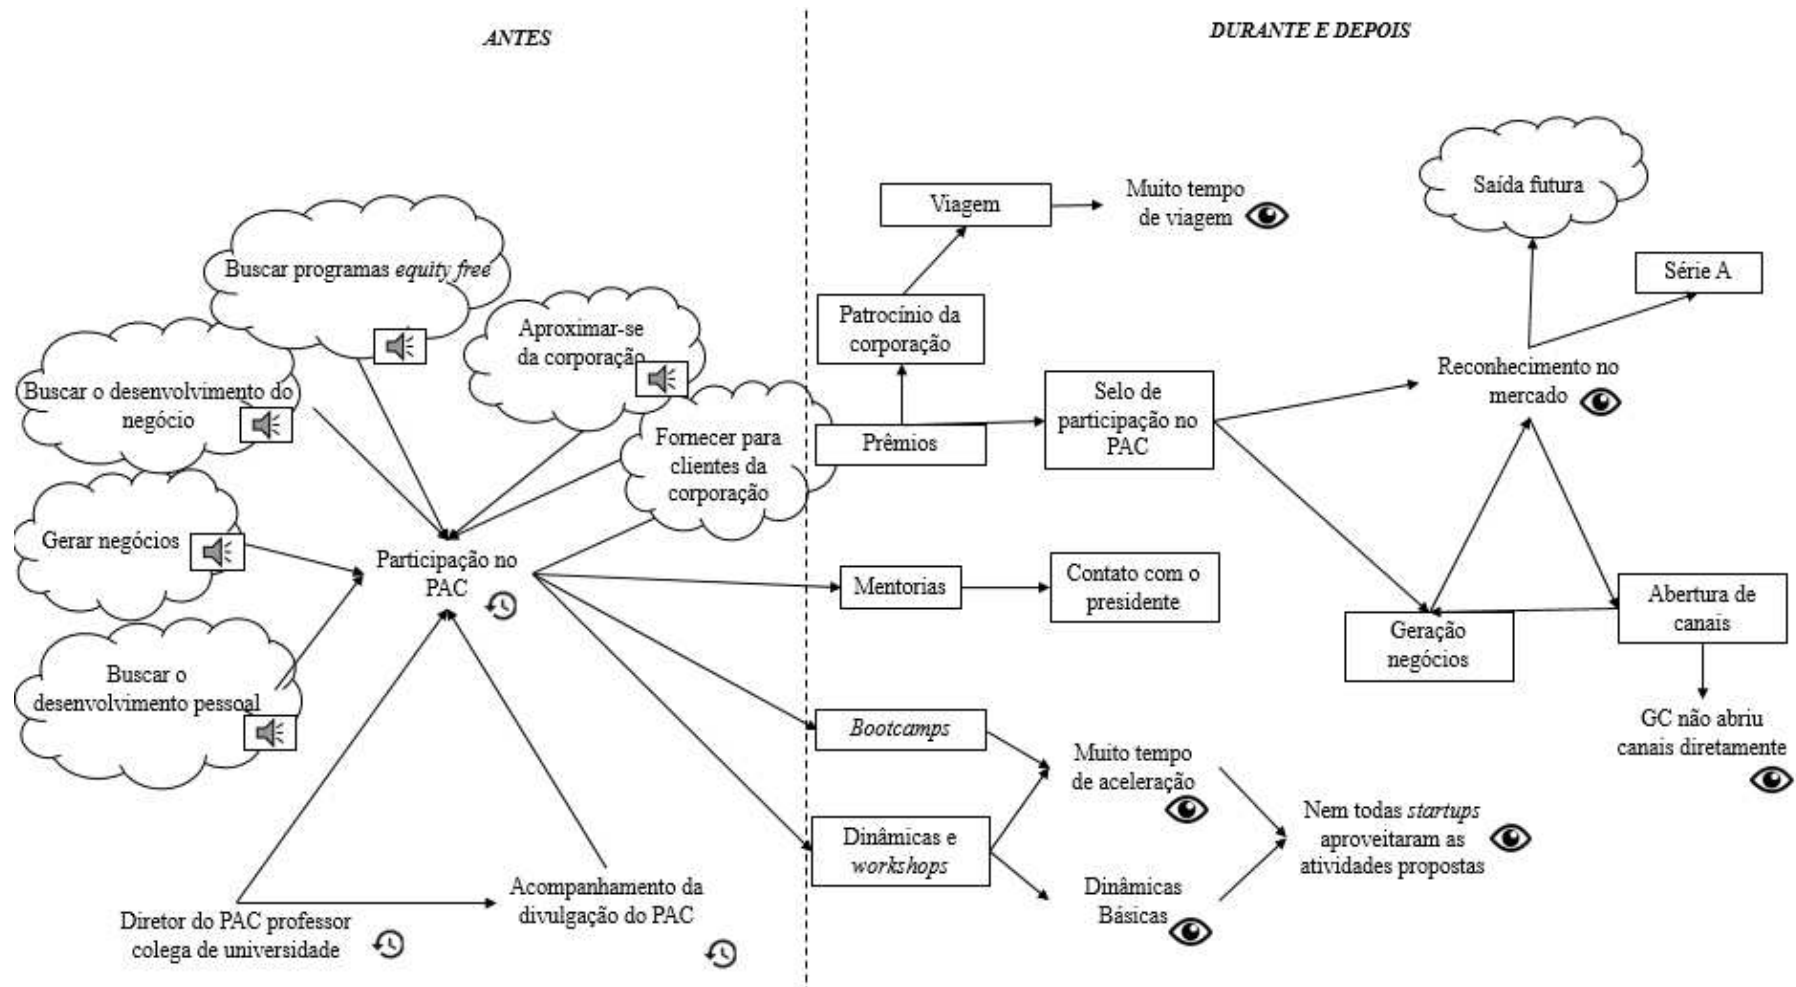 ANTES
DURANTE E DEPOIS
Buscar programas equity free
Aproximar-se
da corporação
Buscar o desenvolvimento do
negócio
Fornecer para
clientes da
corporação
Gerar negócios
Participação no
PAC
Buscar o
desenvolvimento pessoal
Diretor do PAC professor
colega de universidade
Acompanhamento da
divulgação do PAC
Viagem
Muito tempo
de viagem
Patrocínio da
corporação
Prêmios
Selo de
participação no
PAC
Saída futura
Série A
Reconhecimento no
mercado
Mentorias
Contato com o
presidente
Geração
negócios
Abertura de
canais
GC não abriu
canais diretamente
Bootcamps
Muito tempo
de aceleração
Dinâmicas e
workshops
Dinâmicas
Básicas
Nem todas startups
aproveitaram as
atividades propostas